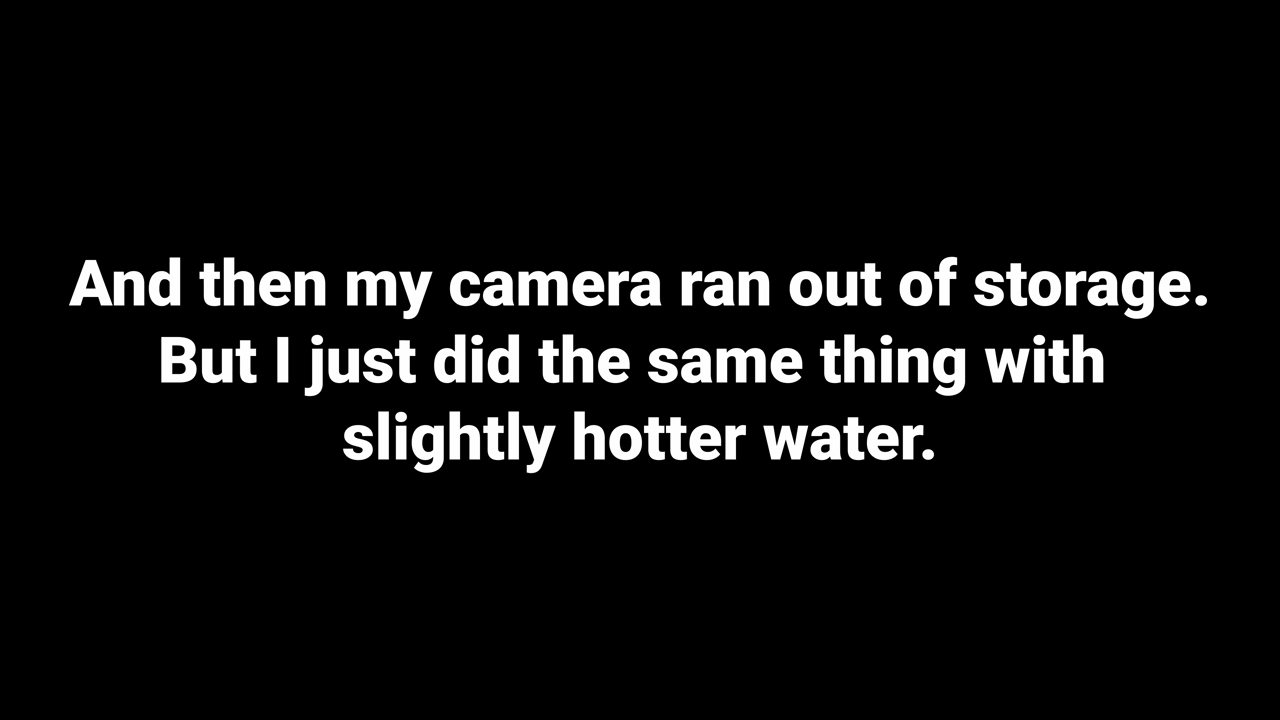 And then my camera ran out of storage.
But I just did the same thing with
slightly hotter water.